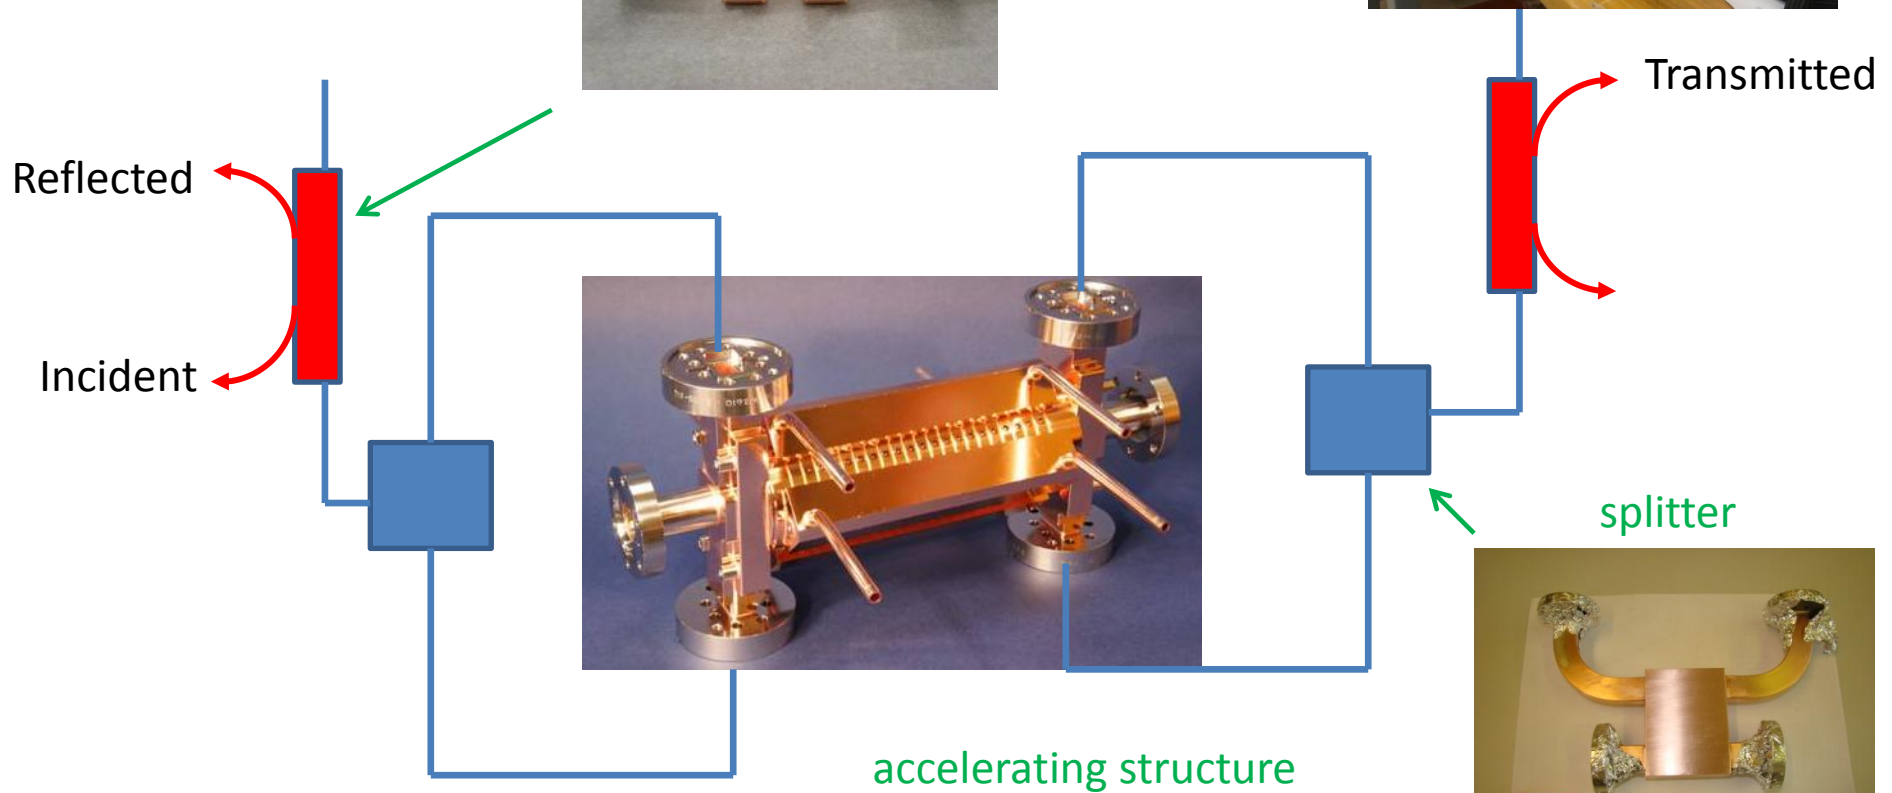 Transmitted
Reflected
Incident
splitter
accelerating structure